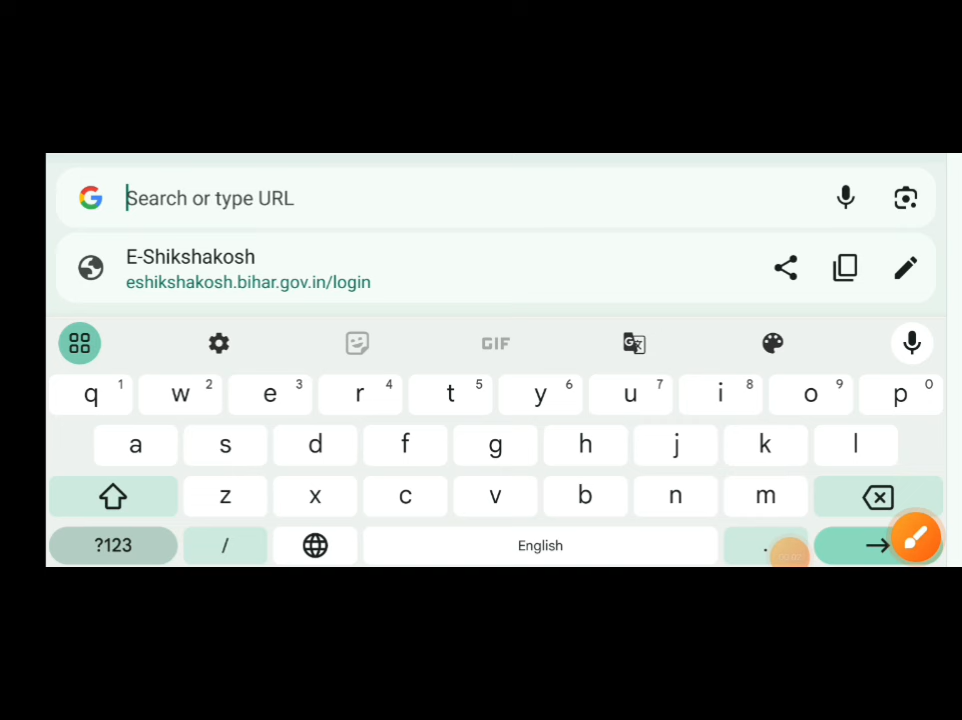 Search or type URL
E-Shikshakosh
eshikshakosh.bihar.gov.in/login
GIF
q 1 w 2 e 3 r 4 t 5 y 6 u 7 i 8 o 9 p 0
a s d f g h j k l
z x c v b n m
?123 / English .